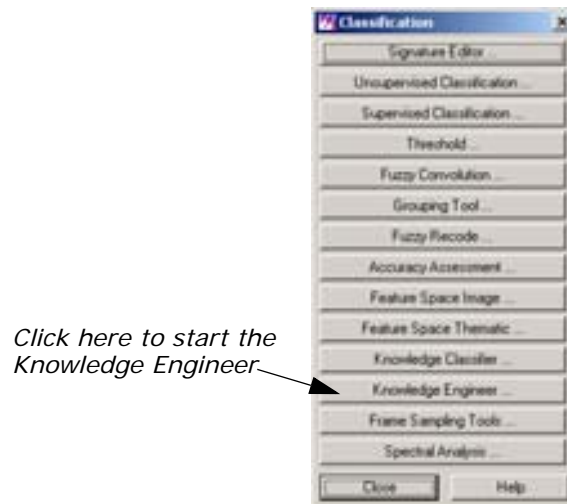 Classification
Signature Editor ...
Unsupervised Classification ...
Supervised Classification ...
Threshold ...
Fuzzy Convolution ...
Grouping Tool ...
Fuzzy Recode ...
Accuracy Assessment ...
Feature Space Image ...
Feature Space Thematic ...
Knowledge Classifier ...
Knowledge Engineer ...
Frame Sampling Tools ...
Spectral Analysis ...
Close Help
Click here to start the
Knowledge Engineer